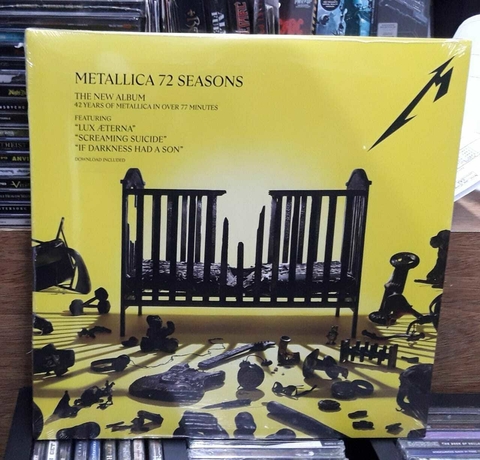 METALLICA 72 SEASONS
THE NEW ALBUM
42 YEARS OF METALLICA IN OVER 77 MINUTES
FEATURING
"LUX ÆTERNA"
"SCREAMING SUICIDE"
"IF DARKNESS HAD A SON"
DOWNLOAD INCLUDED
M